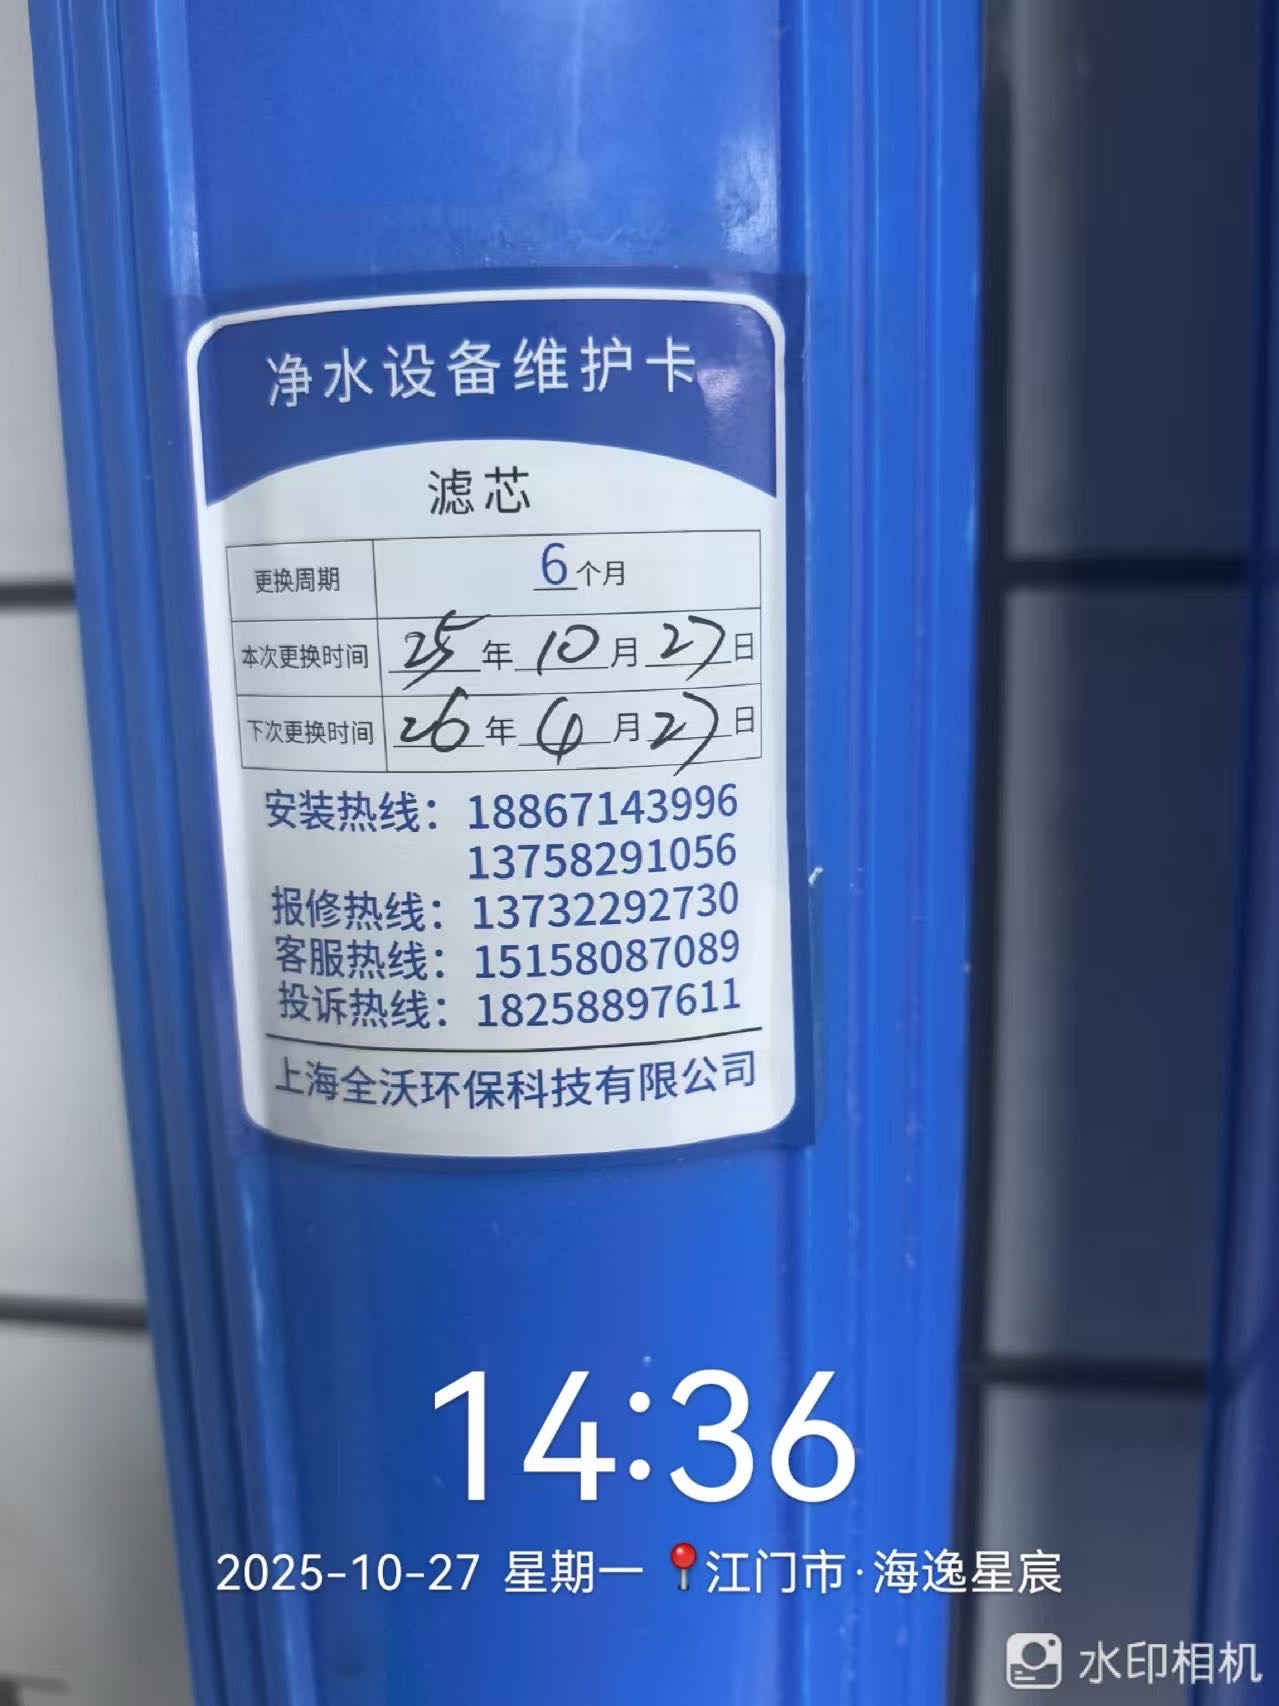 净水设备维护卡
滤芯
更换周期 6个月
本次更换时间 25年10月27日
下次更换时间 26年4月27日
安装热线：18867143996
13758291056
报修热线：13732292730
客服热线：15158087089
投诉热线：18258897611
上海全沃环保科技有限公司
14:36
2025-10-27 星期一 江门市·海逸星宸
水印相机